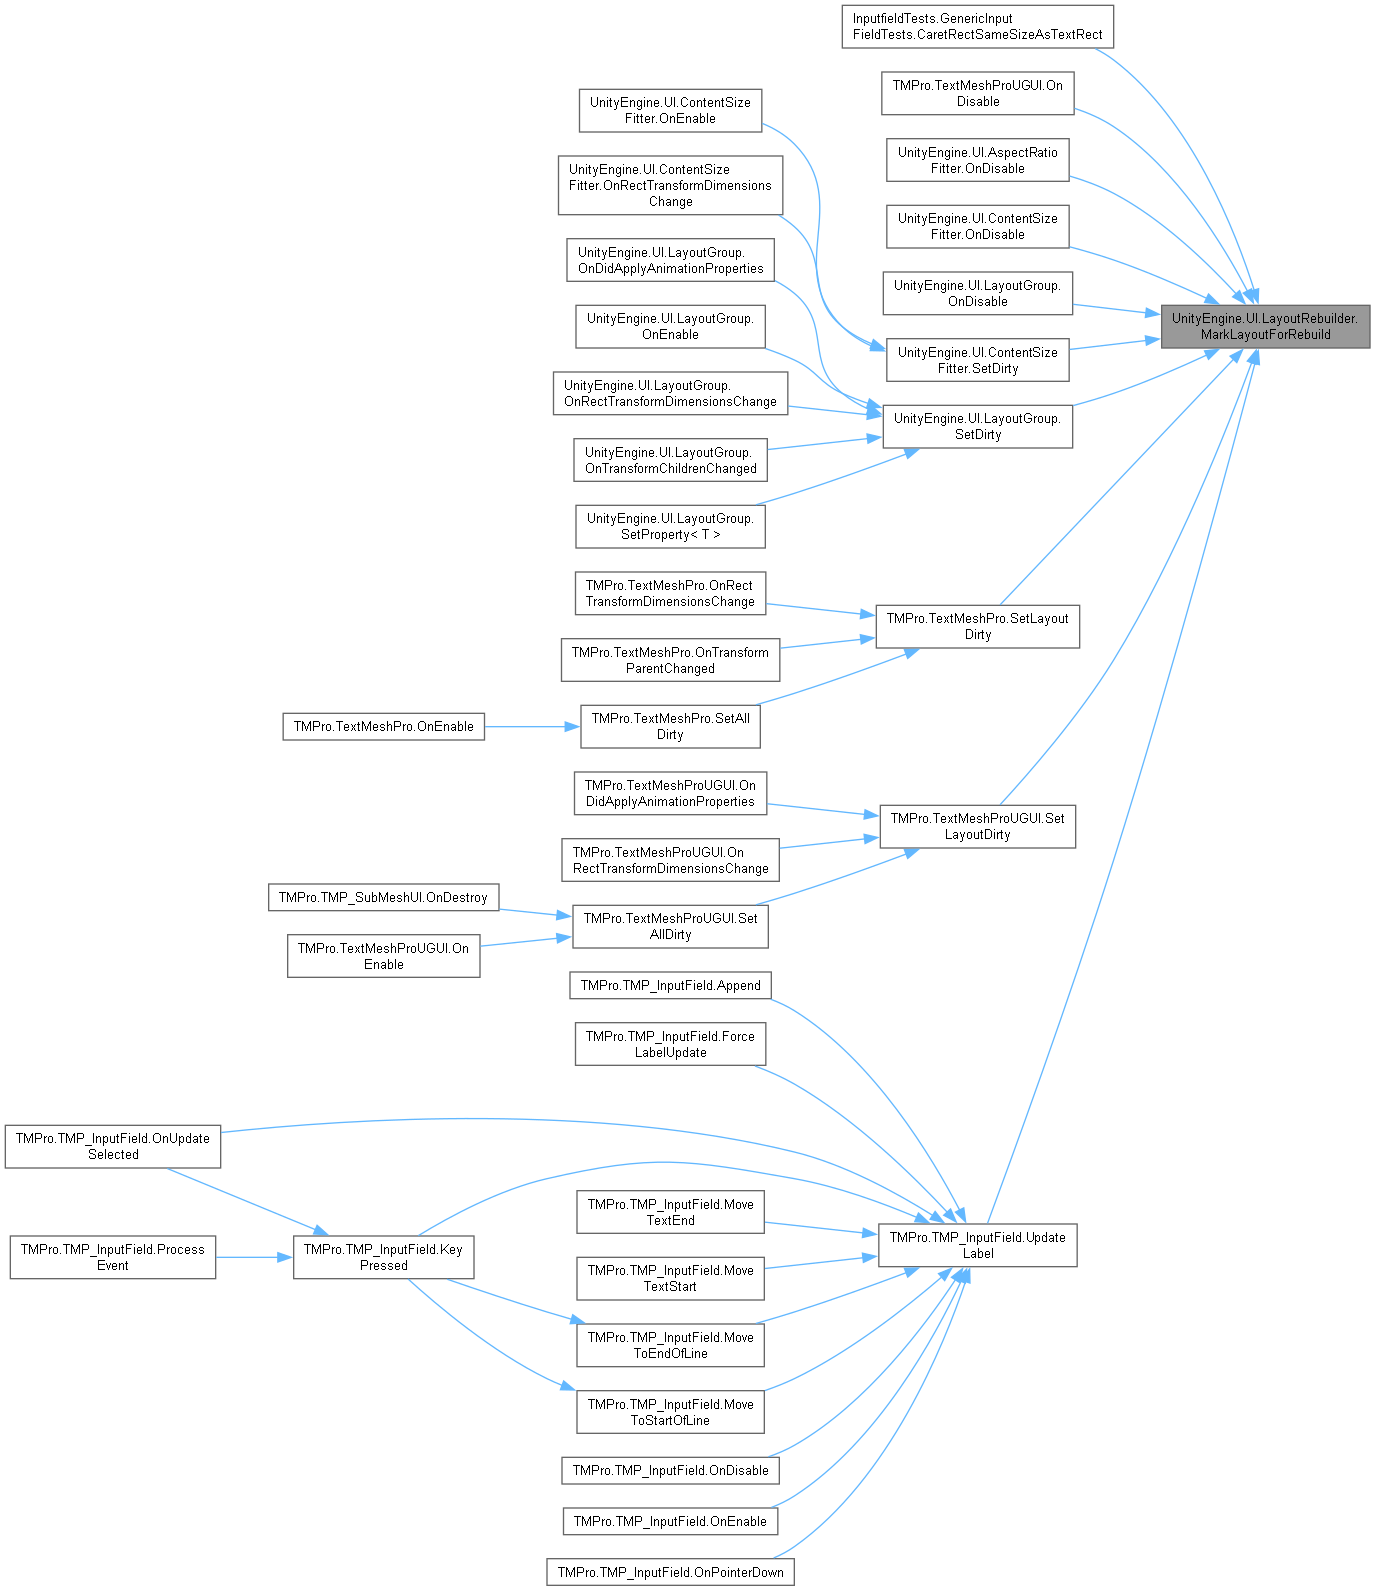 InputfieldTests.GenericInput
FieldTests.CaretRectSameSizeAsTextRect
TMPro.TextMeshProUGUI.On
Disable
UnityEngine.UI.AspectRatio
Fitter.OnDisable
UnityEngine.UI.ContentSize
Fitter.OnDisable
UnityEngine.UI.LayoutGroup.
OnDisable
UnityEngine.UI.LayoutRebuilder.
MarkLayoutForRebuild
UnityEngine.UI.ContentSize
Fitter.SetDirty
UnityEngine.UI.ContentSize
Fitter.OnEnable
UnityEngine.UI.ContentSize
Fitter.OnRectTransformDimensions
Change
UnityEngine.UI.LayoutGroup.
OnDidApplyAnimationProperties
UnityEngine.UI.LayoutGroup.
OnEnable
UnityEngine.UI.LayoutGroup.
OnRectTransformDimensionsChange
UnityEngine.UI.LayoutGroup.
SetDirty
UnityEngine.UI.LayoutGroup.
OnTransformChildrenChanged
UnityEngine.UI.LayoutGroup.
SetProperty< T >
TMPro.TextMeshPro.OnRect
TransformDimensionsChange
TMPro.TextMeshPro.SetLayout
Dirty
TMPro.TextMeshPro.OnTransform
ParentChanged
TMPro.TextMeshPro.SetAll
Dirty
TMPro.TextMeshPro.OnEnable
TMPro.TextMeshProUGUI.On
DidApplyAnimationProperties
TMPro.TextMeshProUGUI.Set
LayoutDirty
TMPro.TextMeshProUGUI.On
RectTransformDimensionsChange
TMPro.TMP_SubMeshUI.OnDestroy
TMPro.TextMeshProUGUI.Set
AllDirty
TMPro.TextMeshProUGUI.On
Enable
TMPro.TMP_InputField.Append
TMPro.TMP_InputField.Force
LabelUpdate
TMPro.TMP_InputField.OnUpdate
Selected
TMPro.TMP_InputField.Move
TextEnd
TMPro.TMP_InputField.Update
Label
TMPro.TMP_InputField.Process
Event
TMPro.TMP_InputField.Key
Pressed
TMPro.TMP_InputField.Move
TextStart
TMPro.TMP_InputField.Move
ToEndOfLine
TMPro.TMP_InputField.Move
ToStartOfLine
TMPro.TMP_InputField.OnDisable
TMPro.TMP_InputField.OnEnable
TMPro.TMP_InputField.OnPointerDown